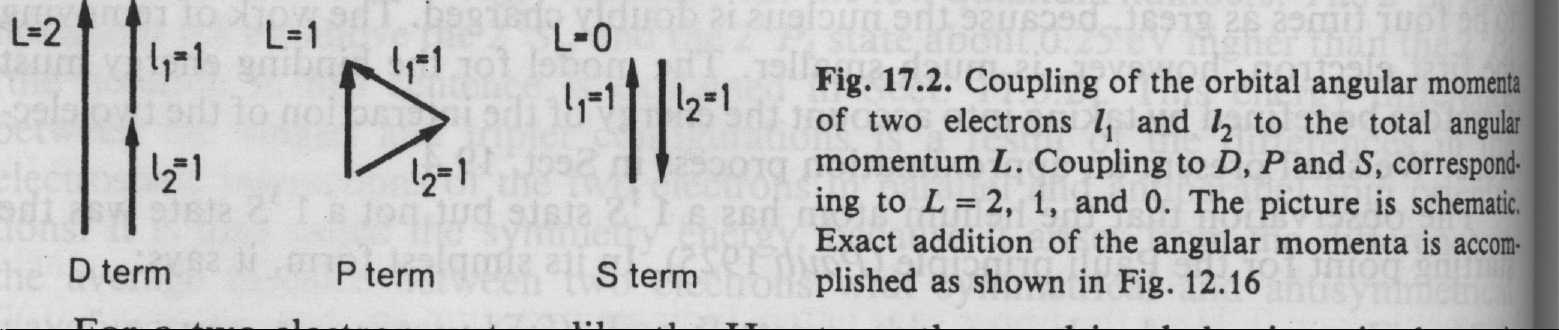 L=2
l₁=1
l₂=1
D term
L=1
l₁=1
l₂=1
P term
L=0
l₁=1
l₂=1
S term
Fig. 17.2. Coupling of the orbital angular momenta
of two electrons l₁ and l₂ to the total angular
momentum L. Coupling to D, P and S, correspond-
ing to L = 2, 1, and 0. The picture is schematic.
Exact addition of the angular momenta is accom-
plished as shown in Fig. 12.16